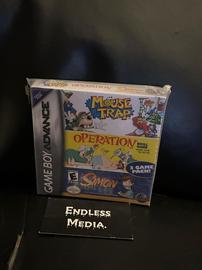 GAME BOY ADVANCE
MOUSE
TRAP
OPERATION
3 GAME
PACK!
SIMON
E
ENDLESS
MEDIA.